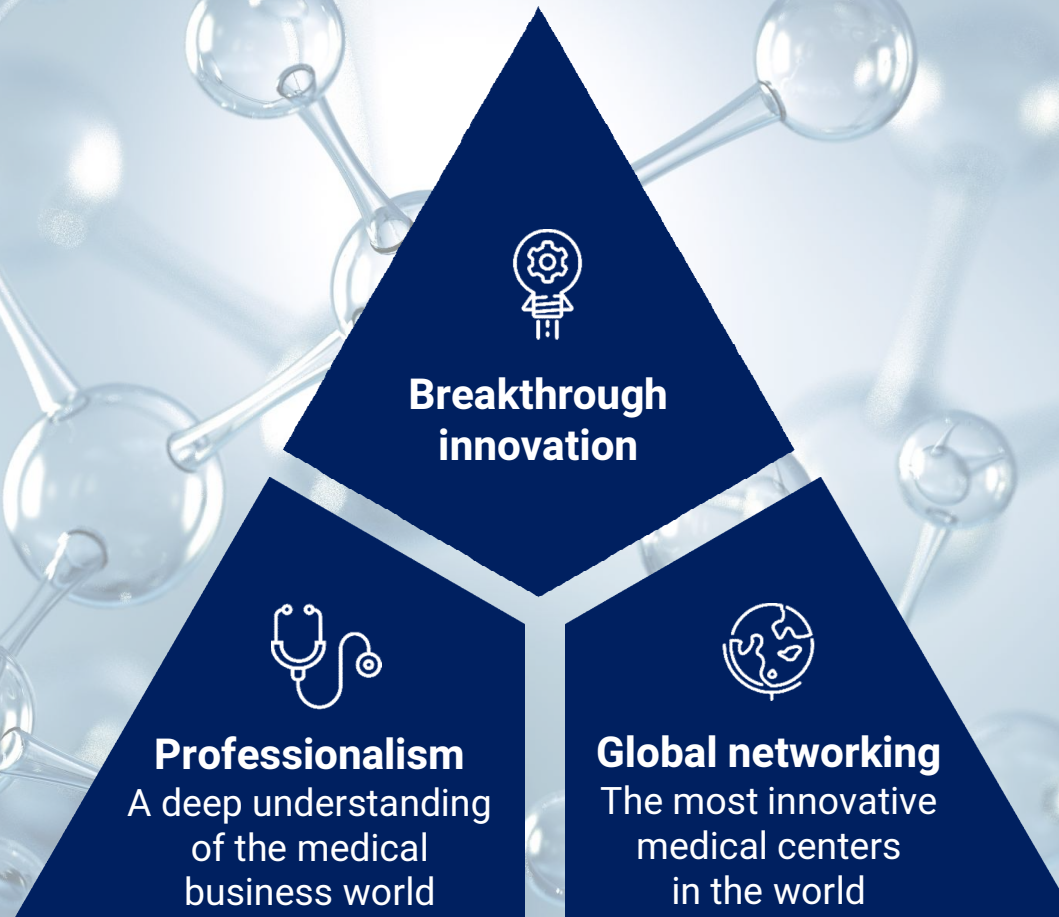 Breakthrough
innovation
Professionalism
A deep understanding
of the medical
business world
Global networking
The most innovative
medical centers
in the world